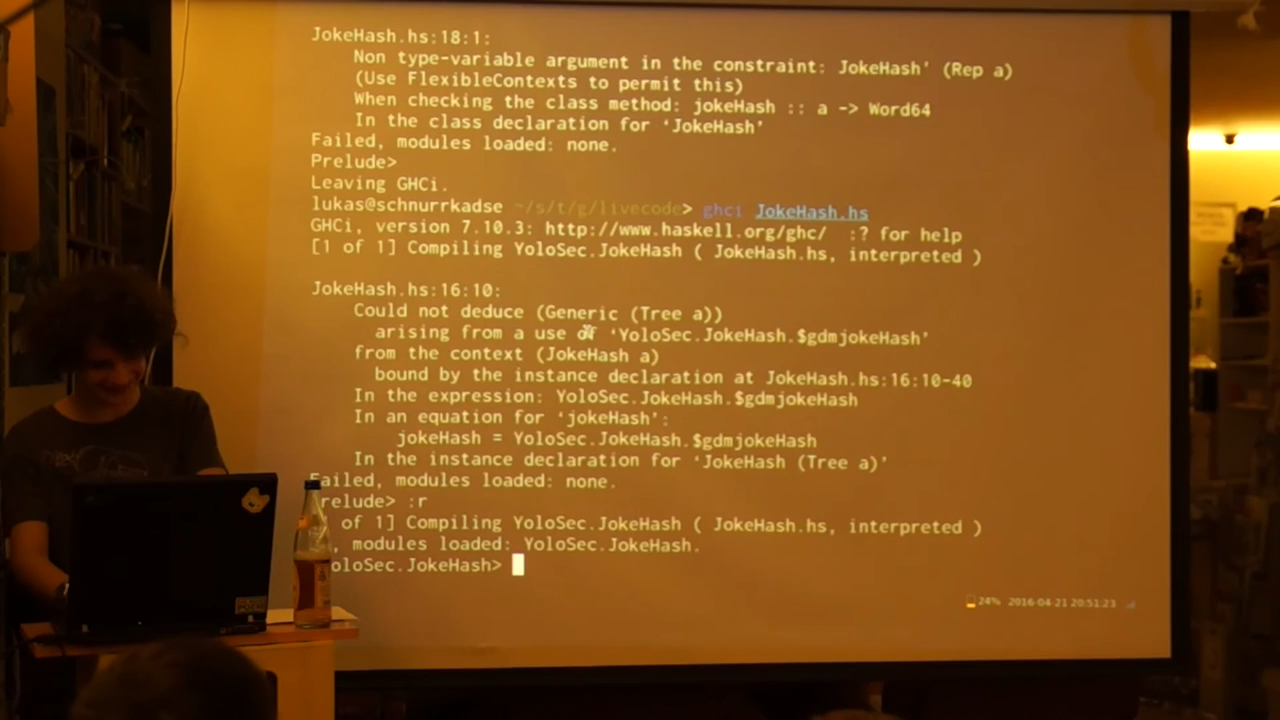 JokeHash.hs:18:1:
Non type-variable argument in the constraint: JokeHash' (Rep a)
(Use FlexibleContexts to permit this)
When checking the class method: jokeHash :: a -> Word64
In the class declaration for ‘JokeHash’
Failed, modules loaded: none.
Prelude>
Leaving GHCi.
lukas@schnurrkadse ~/s/t/g/livecode> ghci JokeHash.hs
GHCi, version 7.10.3: http://www.haskell.org/ghc/ :? for help
[1 of 1] Compiling YoloSec.JokeHash ( JokeHash.hs, interpreted )
JokeHash.hs:16:10:
Could not deduce (Generic (Tree a))
arising from a use of ‘YoloSec.JokeHash.$gdmjokeHash’
from the context (JokeHash a)
bound by the instance declaration at JokeHash.hs:16:10-40
In the expression: YoloSec.JokeHash.$gdmjokeHash
In an equation for ‘jokeHash’:
jokeHash = YoloSec.JokeHash.$gdmjokeHash
In the instance declaration for ‘JokeHash (Tree a)’
Failed, modules loaded: none.
relude> :r
of 1] Compiling YoloSec.JokeHash ( JokeHash.hs, interpreted )
, modules loaded: YoloSec.JokeHash.
oloSec.JokeHash>
24% 2016-04-21 20:51:23